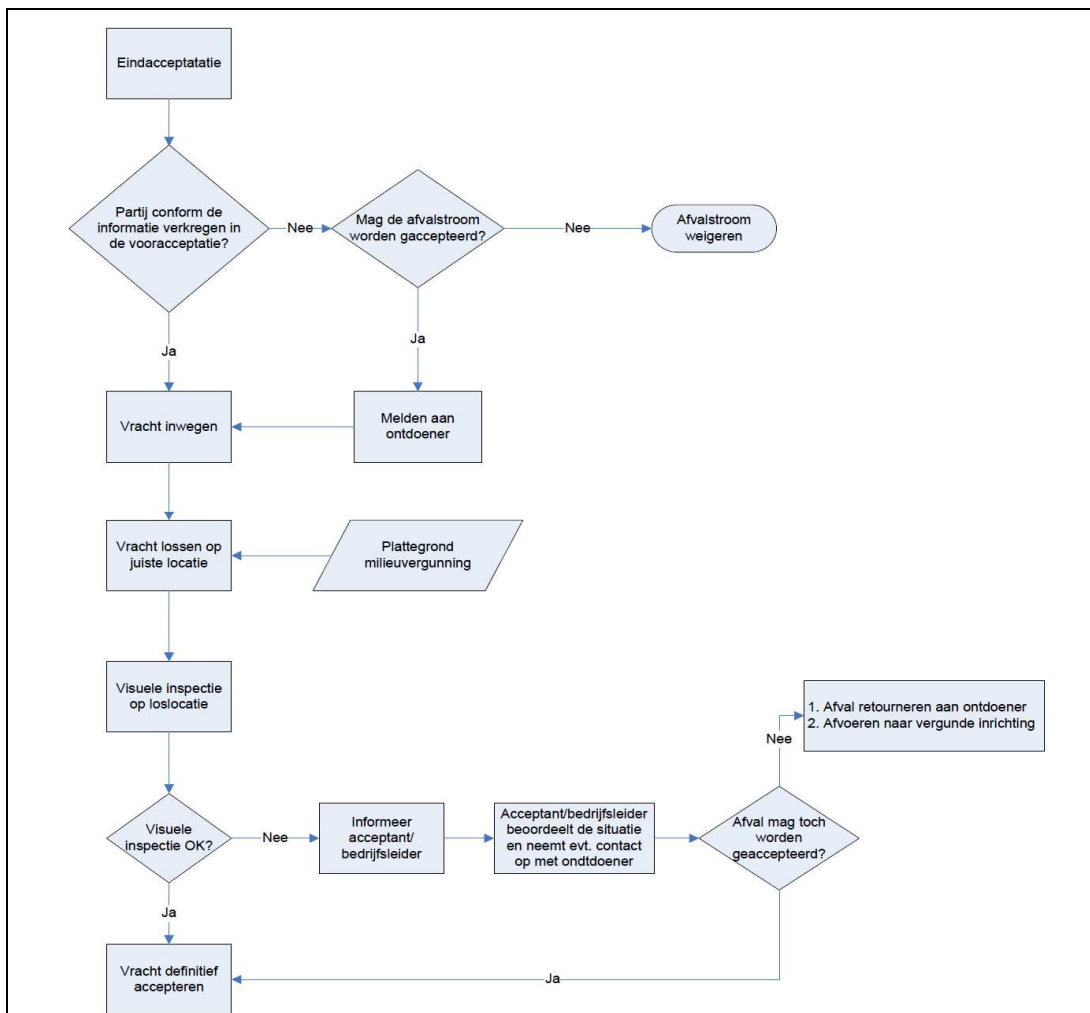 Eindacceptatatie
Partij conform de
informatie verkregen in
de vooracceptatie?
Nee
Mag de afvalstroom
worden gaccepteerd?
Nee
Afvalstroom
weigeren
Ja
Ja
Vracht inwegen
Melden aan
ontdoener
Vracht lossen op
juiste locatie
Plattegrond
milieuvergunning
Visuele inspectie
op loslocatie
1. Afval retourneren aan ontdoener
2. Afvoeren naar vergunde inrichting
Nee
Visuele
inspectie OK?
Nee
Informeer
acceptant/
bedrijfsleider
Acceptant/bedrijfsleider
beoordeelt de situatie
en neemt evt. contact
op met ondtdoener
Afval mag toch
worden
geaccepteerd?
Ja
Vracht definitief
accepteren
Ja